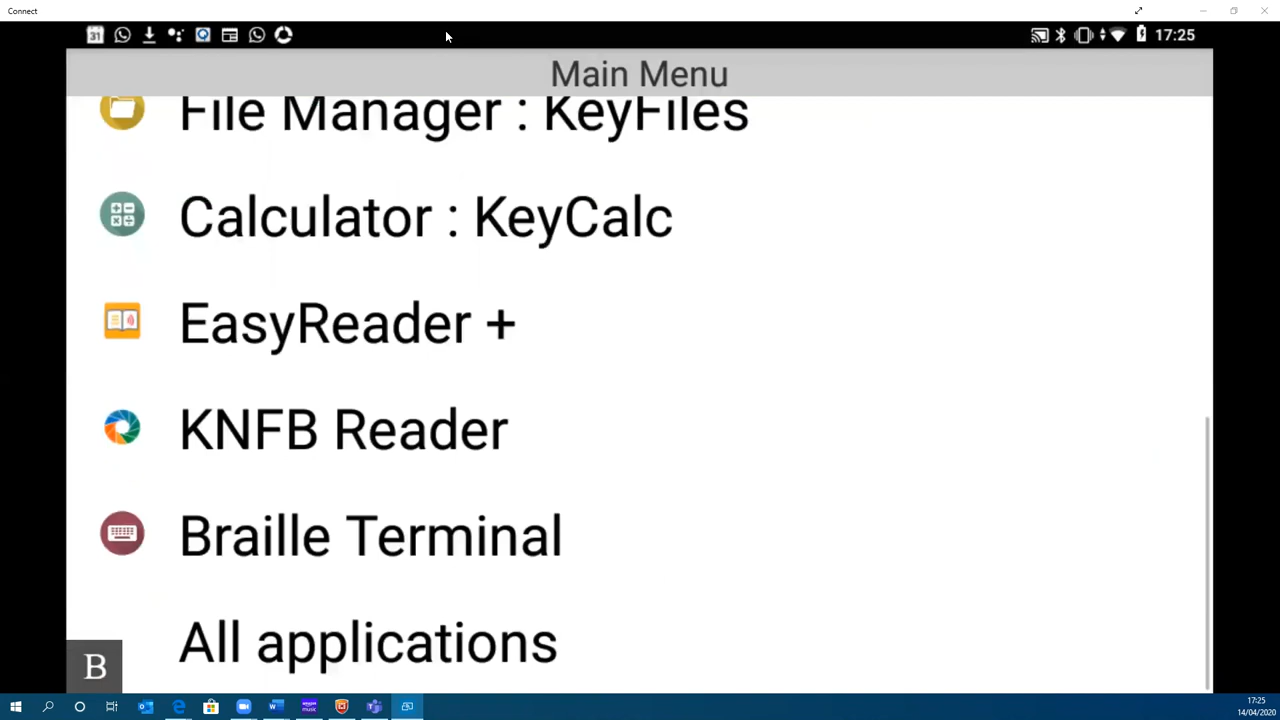 Connect
31
17:25
Main Menu
File Manager : KeyFiles
Calculator : KeyCalc
EasyReader +
KNFB Reader
Braille Terminal
All applications
B
17:25
14/04/2020